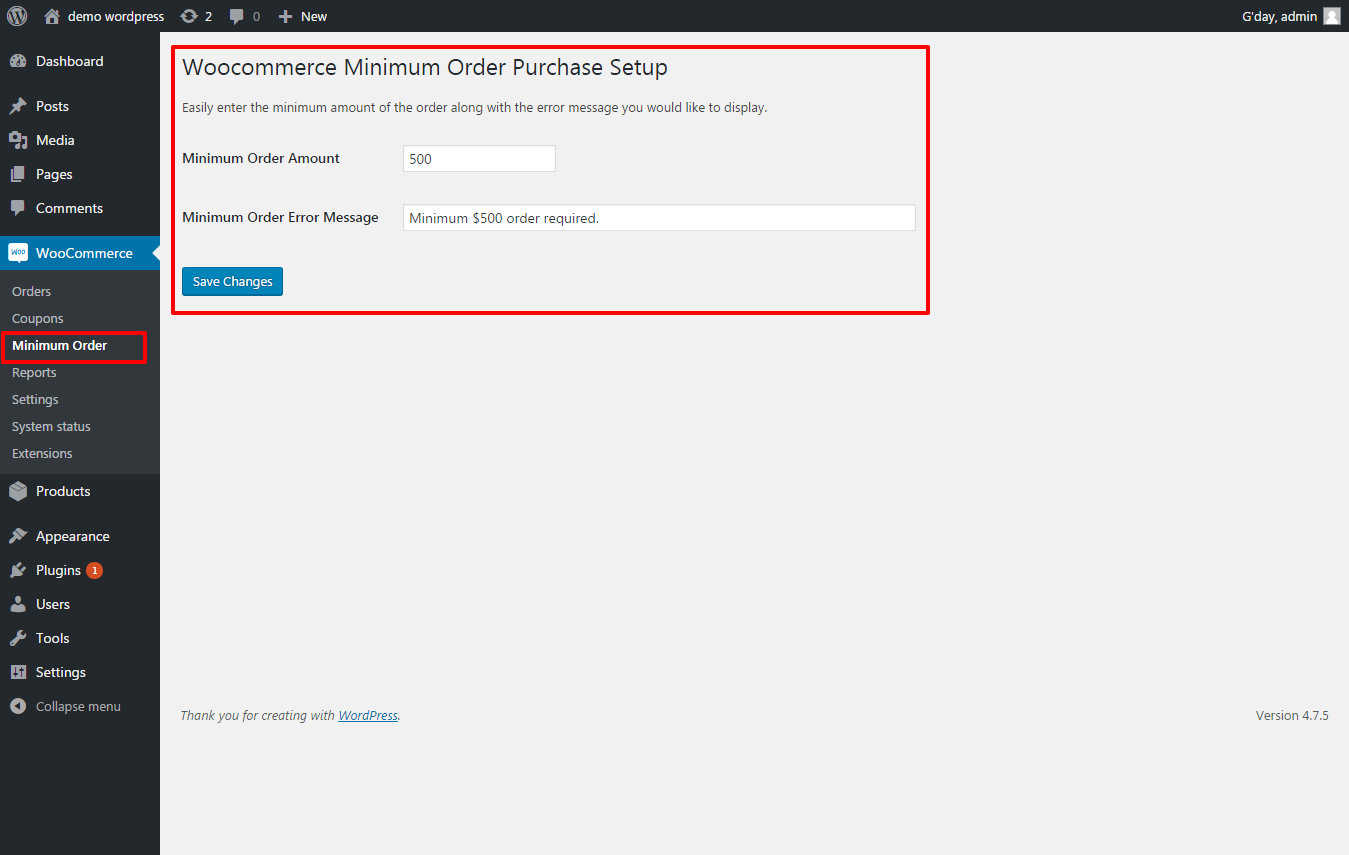 demo wordpress 2 0 New G'day, admin
Dashboard
Posts
Media
Pages
Comments
Woo WooCommerce
Orders
Coupons
Minimum Order
Reports
Settings
System status
Extensions
Products
Appearance
Plugins 1
Users
Tools
Settings
Collapse menu
Woocommerce Minimum Order Purchase Setup
Easily enter the minimum amount of the order along with the error message you would like to display.
Minimum Order Amount 500
Minimum Order Error Message Minimum $500 order required.
Save Changes
Thank you for creating with WordPress. Version 4.7.5